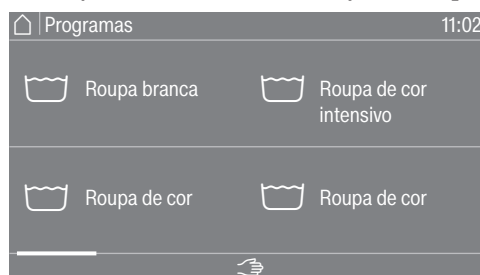 Programas
11:02
Roupa branca
Roupa de cor
intensivo
Roupa de cor
Roupa de cor